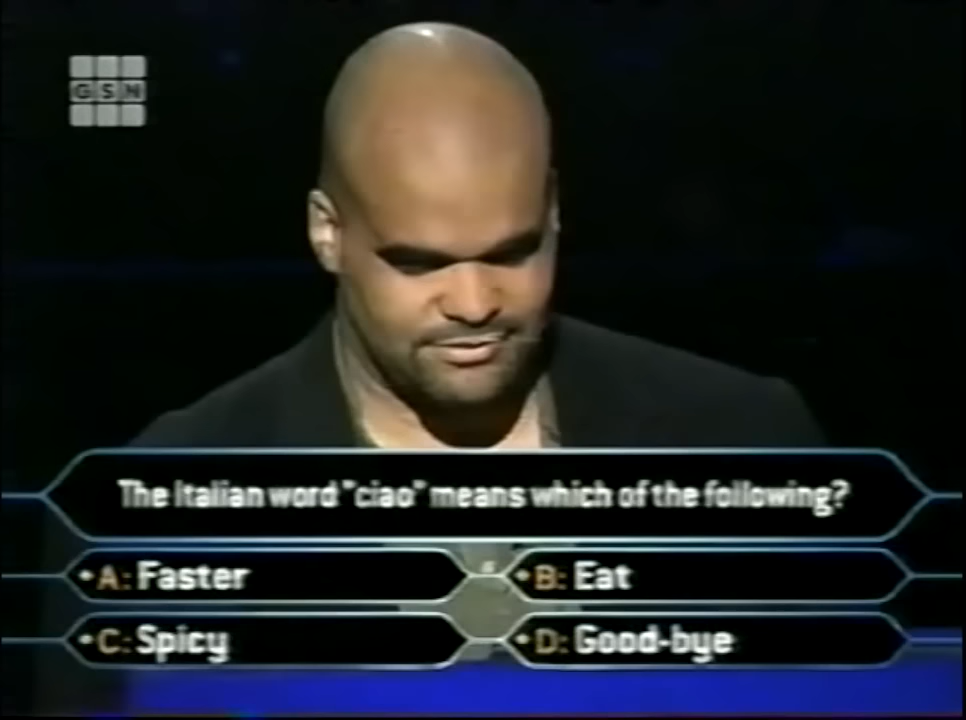 GSN
The Italian word "ciao" means which of the following?
A: Faster
B: Eat
C: Spicy
D: Good-bye